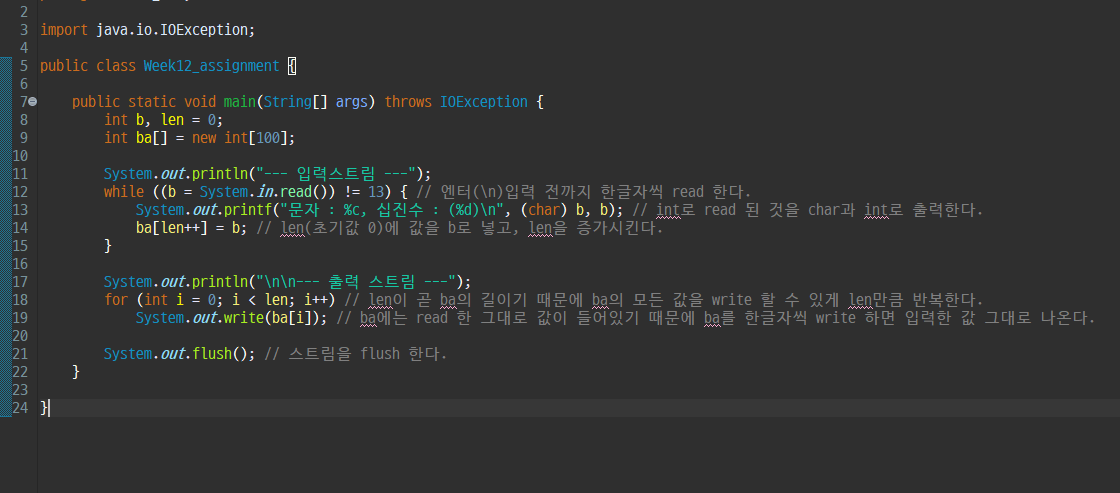 2
3 import java.io.IOException;
4
5 public class Week12_assignment {
6
7 public static void main(String[] args) throws IOException {
8 int b, len = 0;
9 int ba[] = new int[100];
10
11 System.out.println("--- 입력스트림 ---");
12 while ((b = System.in.read()) != 13) { // 엔터(\n)입력 전까지 한글자씩 read 한다.
13 System.out.printf("문자 : %c, 십진수 : (%d)\n", (char) b, b); // int로 read 된 것을 char과 int로 출력한다.
14 ba[len++] = b; // len(초기값 0)에 값을 b로 넣고, len을 증가시킨다.
15 }
16
17 System.out.println("\n\n--- 출력 스트림 ---");
18 for (int i = 0; i < len; i++) // len이 곧 ba의 길이기 때문에 ba의 모든 값을 write 할 수 있게 len만큼 반복한다.
19 System.out.write(ba[i]); // ba에는 read 한 그대로 값이 들어있기 때문에 ba를 한글자씩 write 하면 입력한 값 그대로 나온다.
20
21 System.out.flush(); // 스트림을 flush 한다.
22 }
23
24 }